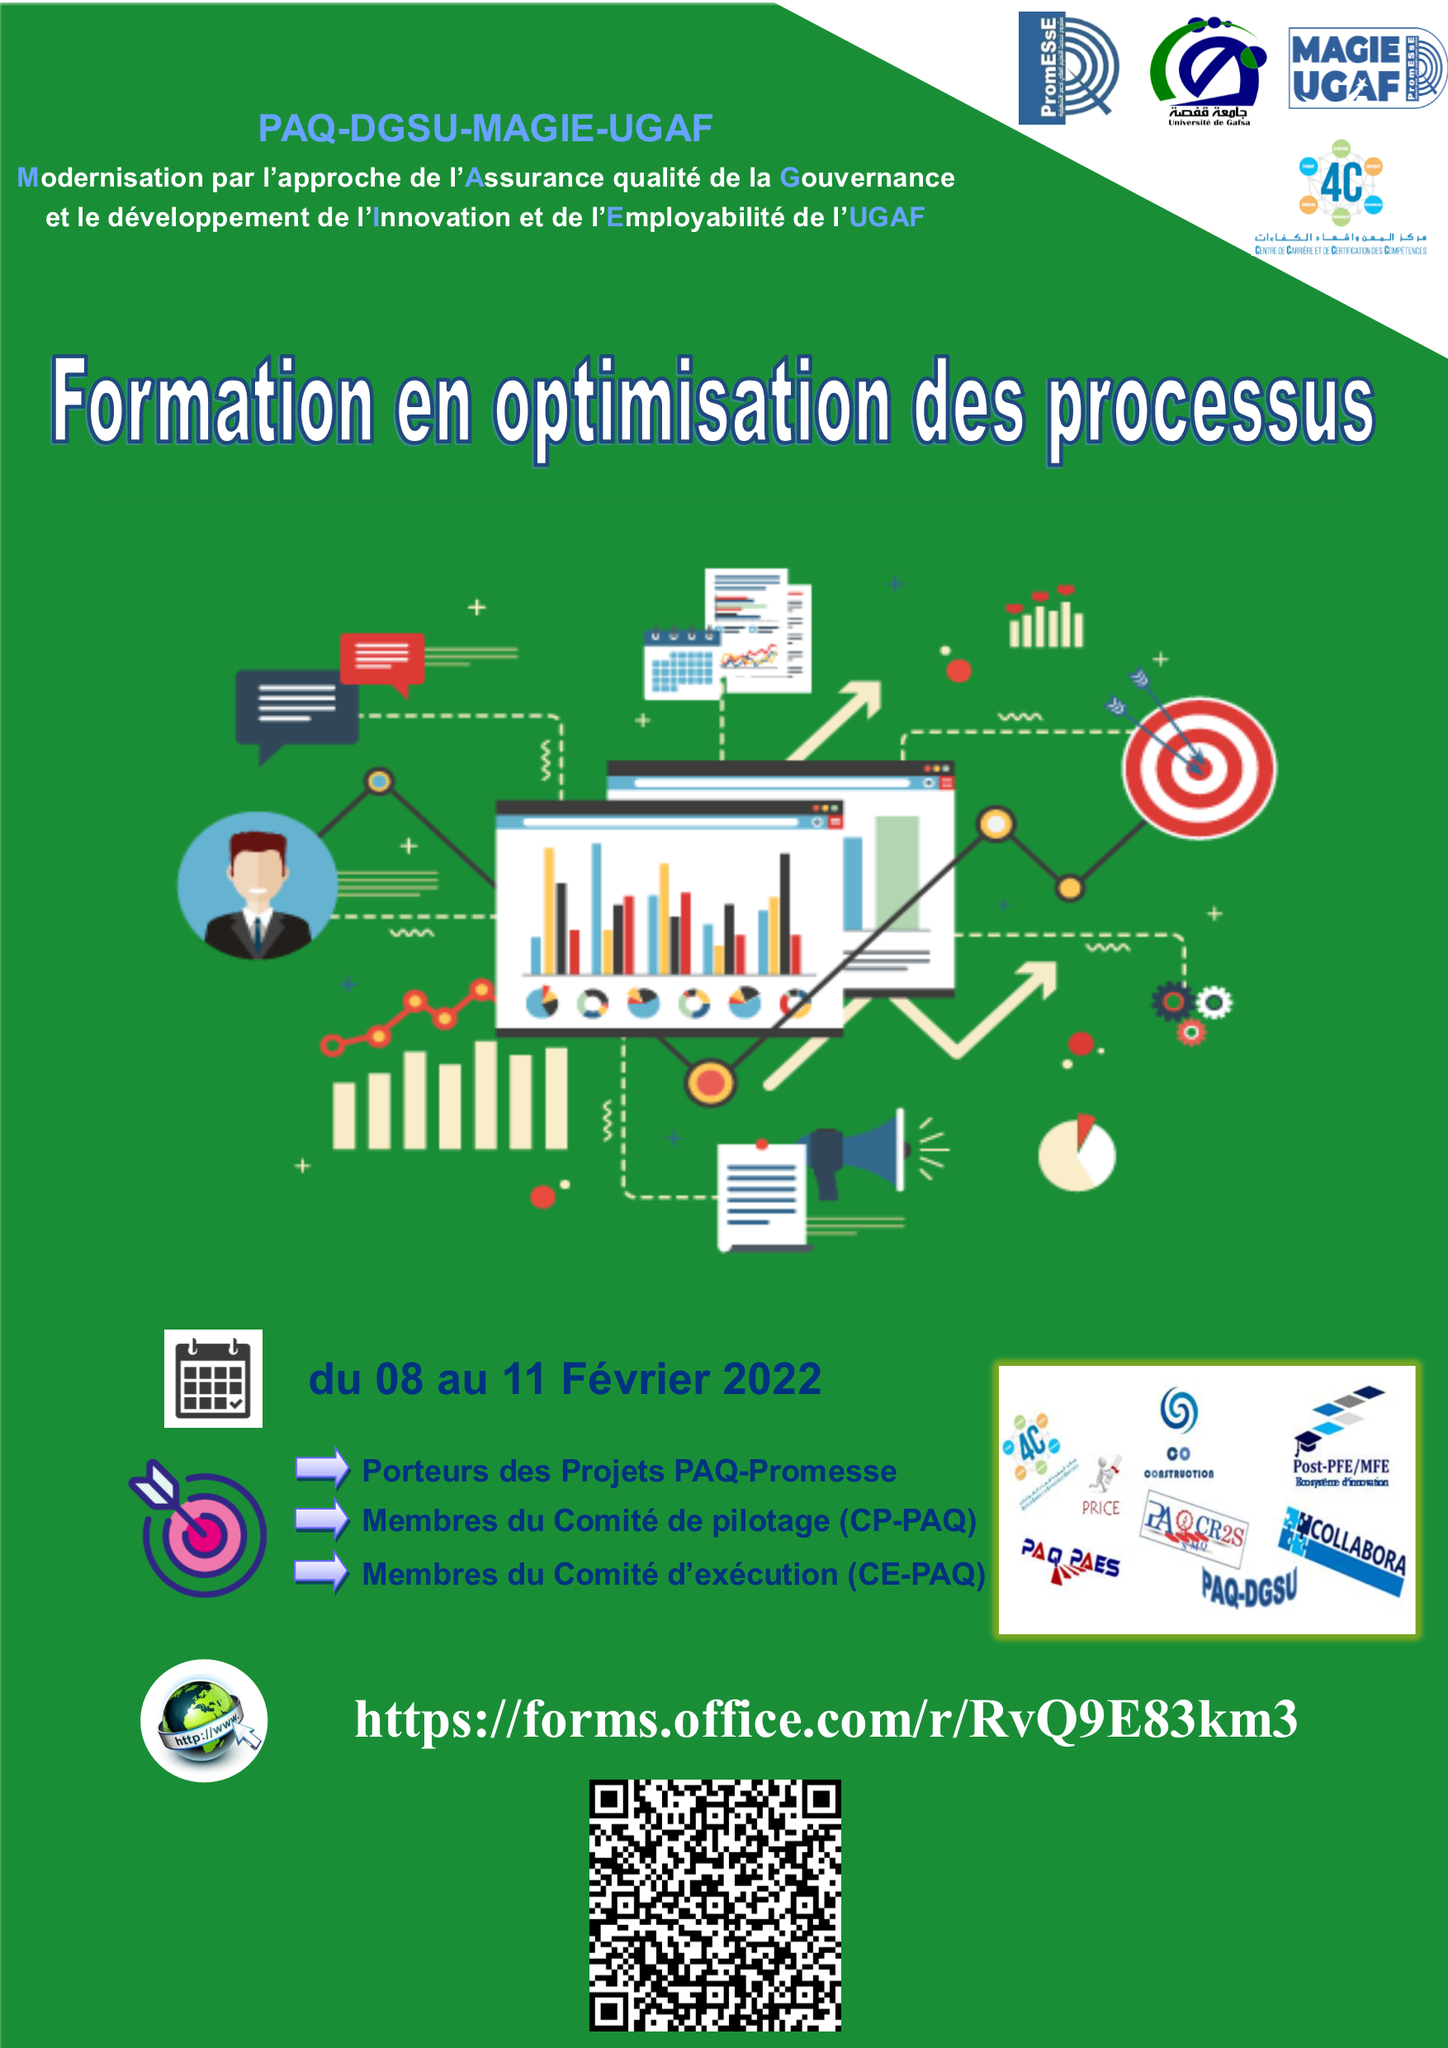 PromESsE
جامعة قفصة
Université de Gafsa
MAGIE
UGAF
PromESsE
PAQ-DGSU-MAGIE-UGAF
Modernisation par l'approche de l'Assurance qualité de la Gouvernance
et le développement de l'Innovation et de l'Employabilité de l'UGAF
4C
مركز المهن وإشهاد الكفاءات
CENTRE DE CARRIÈRE ET DE CERTIFICATION DES COMPÉTENCES
Formation en optimisation des processus
du 08 au 11 Février 2022
Porteurs des Projets PAQ-Promesse
Membres du Comité de pilotage (CP-PAQ)
Membres du Comité d'exécution (CE-PAQ)
4C
CO
CONSTRUCTION
Post-PFE/MFE
Ecosystème d'innovation
PRICE
PAQ CR2S
SMQ
COLLABORA
PAQ PAES
PAQ-DGSU
http://www.
https://forms.office.com/r/RvQ9E83km3